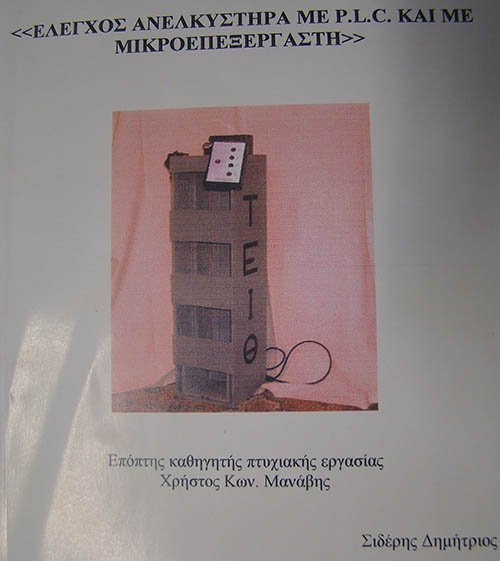 <<ΕΛΕΓΧΟΣ ΑΝΕΛΚΥΣΤΗΡΑ ΜΕ P.L.C. ΚΑΙ ΜΕ
ΜΙΚΡΟΕΠΕΞΕΡΓΑΣΤΗ>>
Τ
Ε
Ι
Θ
Επόπτης καθηγητής πτυχιακής εργασίας
Χρήστος Κων. Μανάβης
Σιδέρης Δημήτριος